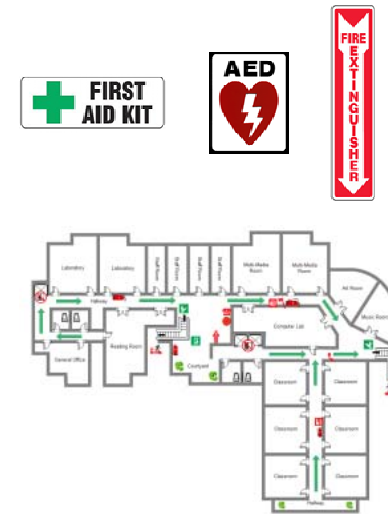 FIRST
AID KIT
AED
FIRE
EXTINGUISHER
Laboratory
Laboratory
Staff Room
Staff Room
Staff Room
Staff Room
Multi-Media
Room
Multi-Media
Room
Art Room
Music Room
Hallway
Computer Lab
General Office
Reading Room
Courtyard
Classroom
Classroom
Classroom
Classroom
Classroom
Classroom
Hallway